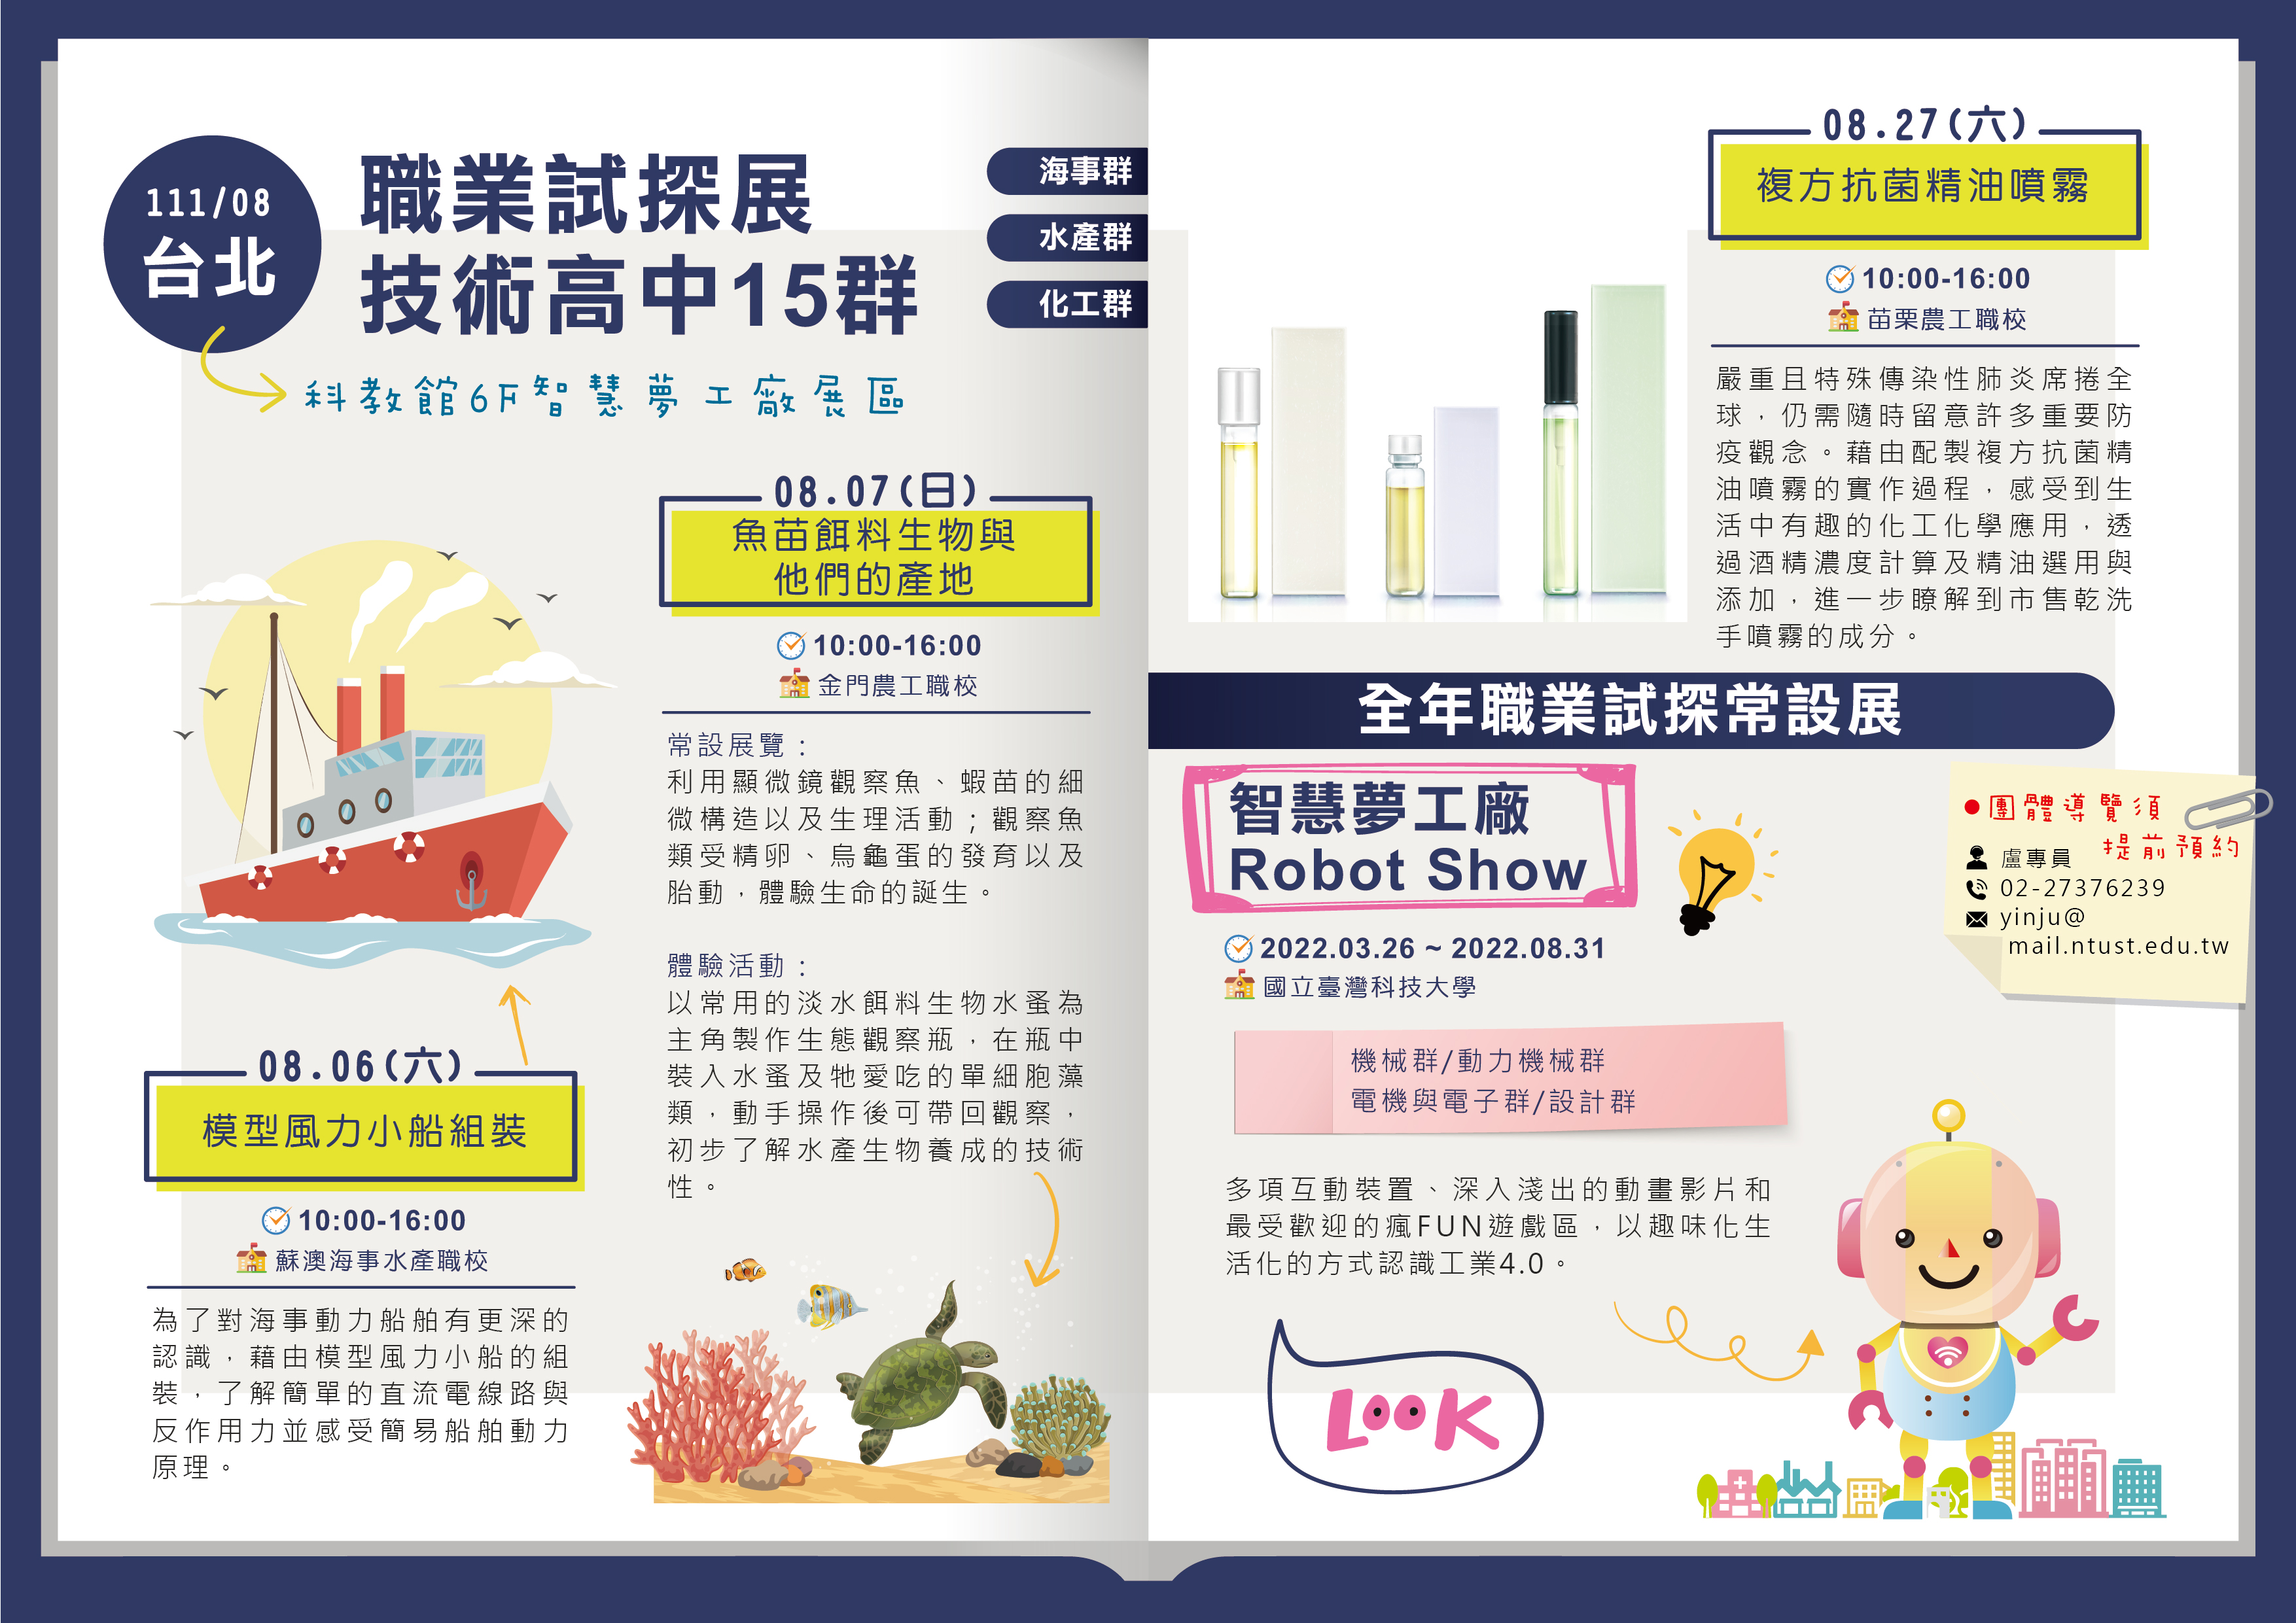 111/08
台北
職業試探展
技術高中15群
海事群
水產群
化工群
科教館6F智慧夢工廠展區
08.07(日)
魚苗餌料生物與
他們的產地
10:00-16:00
金門農工職校
常設展覽：
利用顯微鏡觀察魚、蝦苗的細
微構造以及生理活動；觀察魚
類受精卵、烏龜蛋的發育以及
胎動，體驗生命的誕生。
體驗活動：
以常用的淡水餌料生物水蚤為
主角製作生態觀察瓶，在瓶中
裝入水蚤及牠愛吃的單細胞藻
類，動手操作後可帶回觀察，
初步了解水產生物養成的技術
性。
08.06(六)
模型風力小船組裝
10:00-16:00
蘇澳海事水產職校
為了對海事動力船舶有更深的
認識，藉由模型風力小船的組
裝，了解簡單的直流電線路與
反作用力並感受簡易船舶動力
原理。
08.27(六)
複方抗菌精油噴霧
10:00-16:00
苗栗農工職校
嚴重且特殊傳染性肺炎席捲全
球，仍需隨時留意許多重要防
疫觀念。藉由配製複方抗菌精
油噴霧的實作過程，感受到生
活中有趣的化工化學應用，透
過酒精濃度計算及精油選用與
添加，進一步瞭解到市售乾洗
手噴霧的成分。
全年職業試探常設展
智慧夢工廠
Robot Show
2022.03.26 ~ 2022.08.31
國立臺灣科技大學
機械群/動力機械群
電機與電子群/設計群
多項互動裝置、深入淺出的動畫影片和
最受歡迎的瘋FUN遊戲區，以趣味化生
活化的方式認識工業4.0。
團體導覽須
提前預約
盧專員
02-27376239
yinju@
mail.ntust.edu.tw
LOOK